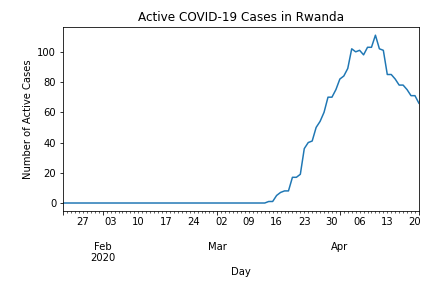 Active COVID-19 Cases in Rwanda
Number of Active Cases
100
80
60
40
20
0
27 03 10 17 24 02 09 16 23 30 06 13 20
Feb Mar Apr
2020
Day